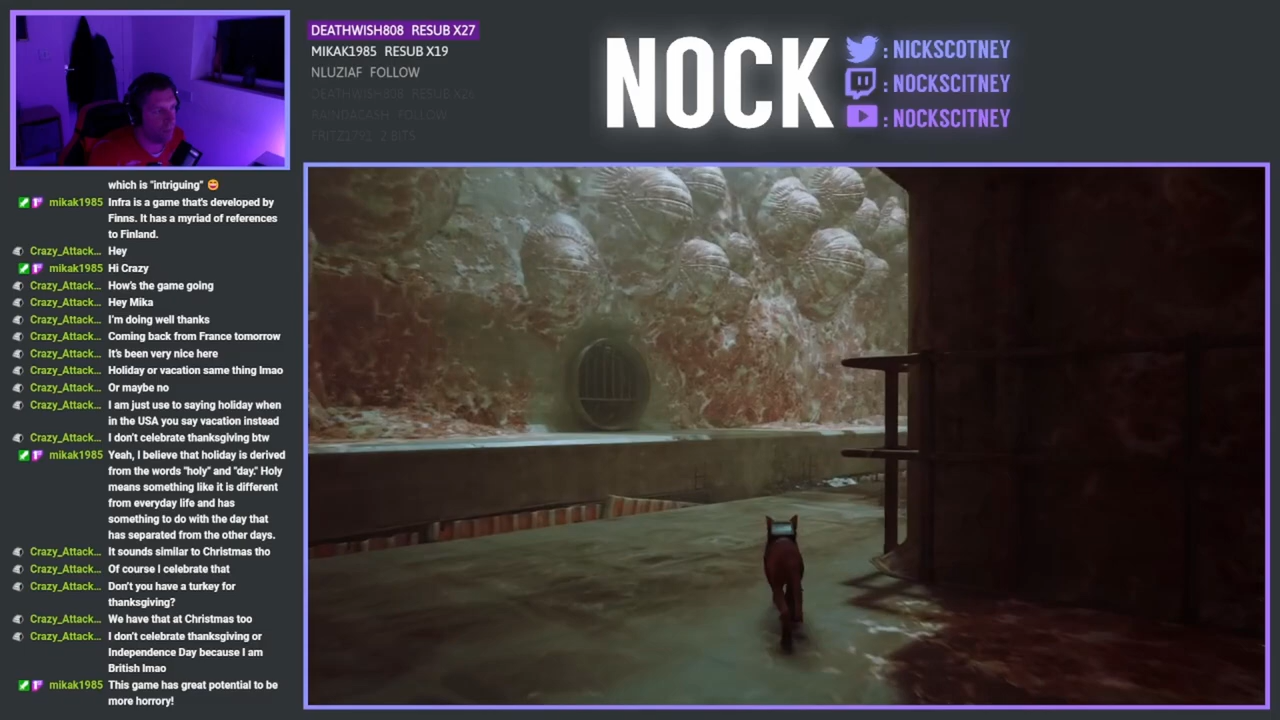 DEATHWISH808 RESUB X27
MIKAK1985 RESUB X19
NLUZIAF FOLLOW
DEATHWISH808 RESUB X26
RAINDACASH FOLLOW
FRITZ1792 2 BITS
NOCK
: NICKSCOTNEY
: NOCKSCITNEY
: NOCKSCITNEY
which is "intriguing"
mikak1985 Infra is a game that's developed by
Finns. It has a myriad of references
to Finland.
Crazy_Attack... Hey
mikak1985 Hi Crazy
Crazy_Attack... How's the game going
Crazy_Attack... Hey Mika
Crazy_Attack... I'm doing well thanks
Crazy_Attack... Coming back from France tomorrow
Crazy_Attack... It's been very nice here
Crazy_Attack... Holiday or vacation same thing lmao
Crazy_Attack... Or maybe no
Crazy_Attack... I am just use to saying holiday when
in the USA you say vacation instead
Crazy_Attack... I don't celebrate thanksgiving btw
mikak1985 Yeah, I believe that holiday is derived
from the words "holy" and "day." Holy
means something like it is different
from everyday life and has
something to do with the day that
has separated from the other days.
Crazy_Attack... It sounds similar to Christmas tho
Crazy_Attack... Of course I celebrate that
Crazy_Attack... Don't you have a turkey for
thanksgiving?
Crazy_Attack... We have that at Christmas too
Crazy_Attack... I don't celebrate thanksgiving or
Independence Day because I am
British lmao
mikak1985 This game has great potential to be
more horrory!